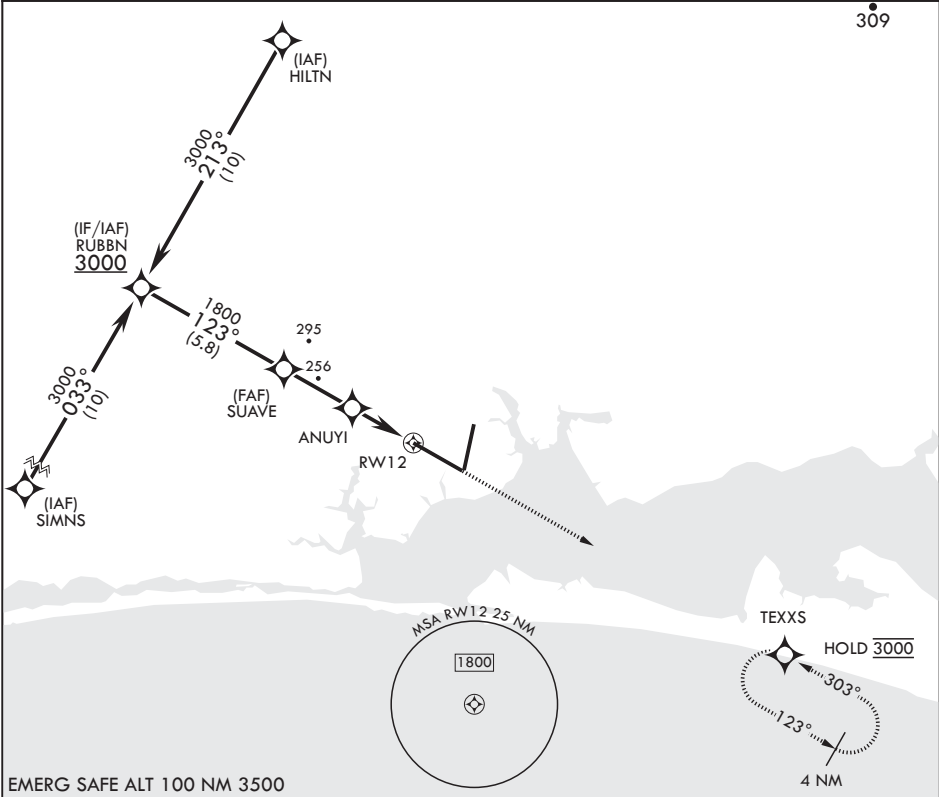 309
(IAF)
HILTN
3000
213°
(10)
(IF/IAF)
RUBBN
3000
1800
123°
(5.8)
295
256
(FAF)
SUAVE
3000
033°
(10)
ANUYI
RW12
(IAF)
SIMNS
MSA RW12 25 NM
1800
TEXXS
HOLD 3000
303°
123°
4 NM
EMERG SAFE ALT 100 NM 3500